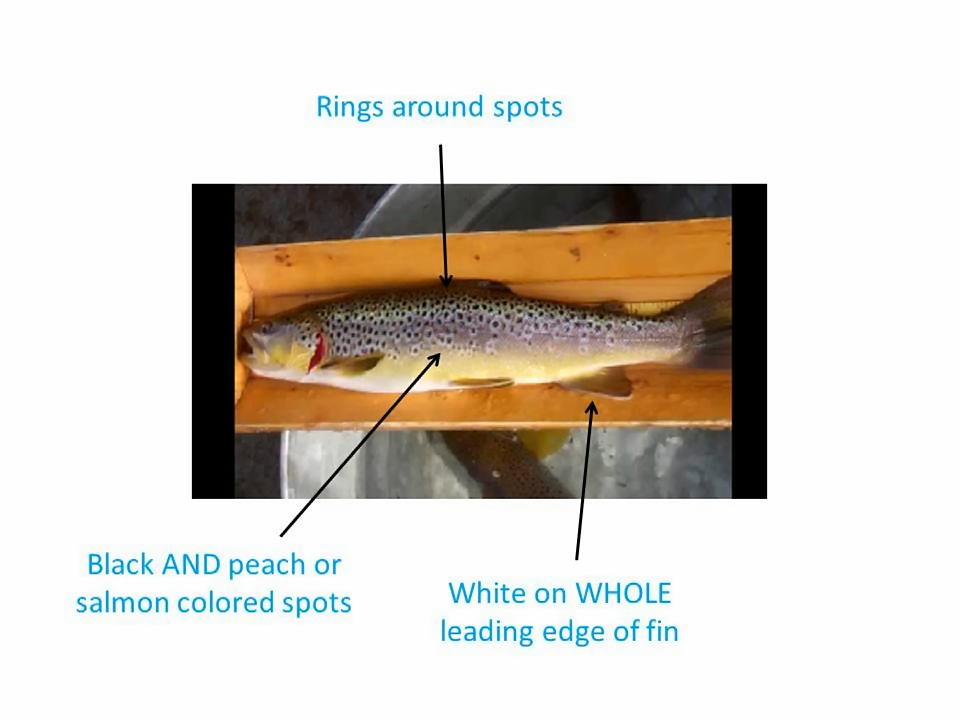 Rings around spots
Black AND peach or
salmon colored spots
White on WHOLE
leading edge of fin